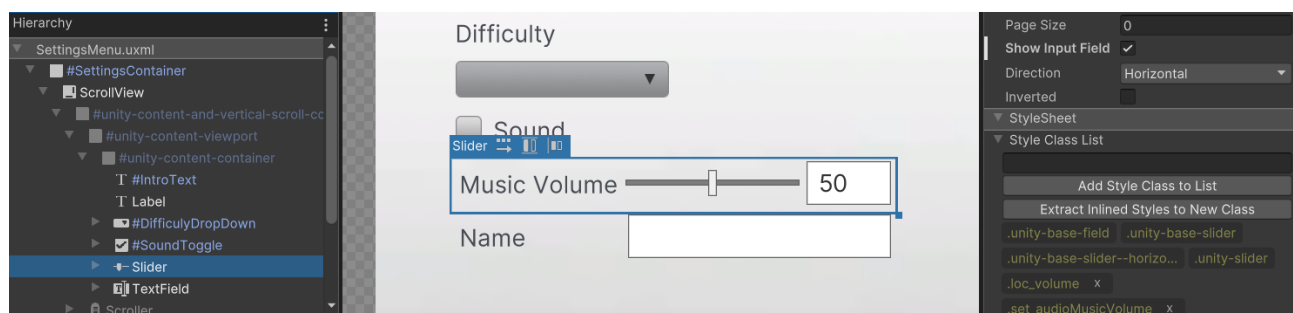 Hierarchy
SettingsMenu.uxml
#SettingsContainer
ScrollView
#unity-content-and-vertical-scroll-cc
#unity-content-viewport
#unity-content-container
#IntroText
Label
#DifficulyDropDown
#SoundToggle
Slider
TextField
Scroller
Difficulty
Sound
Slider
Music Volume 50
Name
Page Size 0
Show Input Field
Direction Horizontal
Inverted
StyleSheet
Style Class List
Add Style Class to List
Extract Inlined Styles to New Class
.unity-base-field .unity-base-slider
.unity-base-slider--horizo... .unity-slider
.loc_volume x
.set_audioMusicVolume x